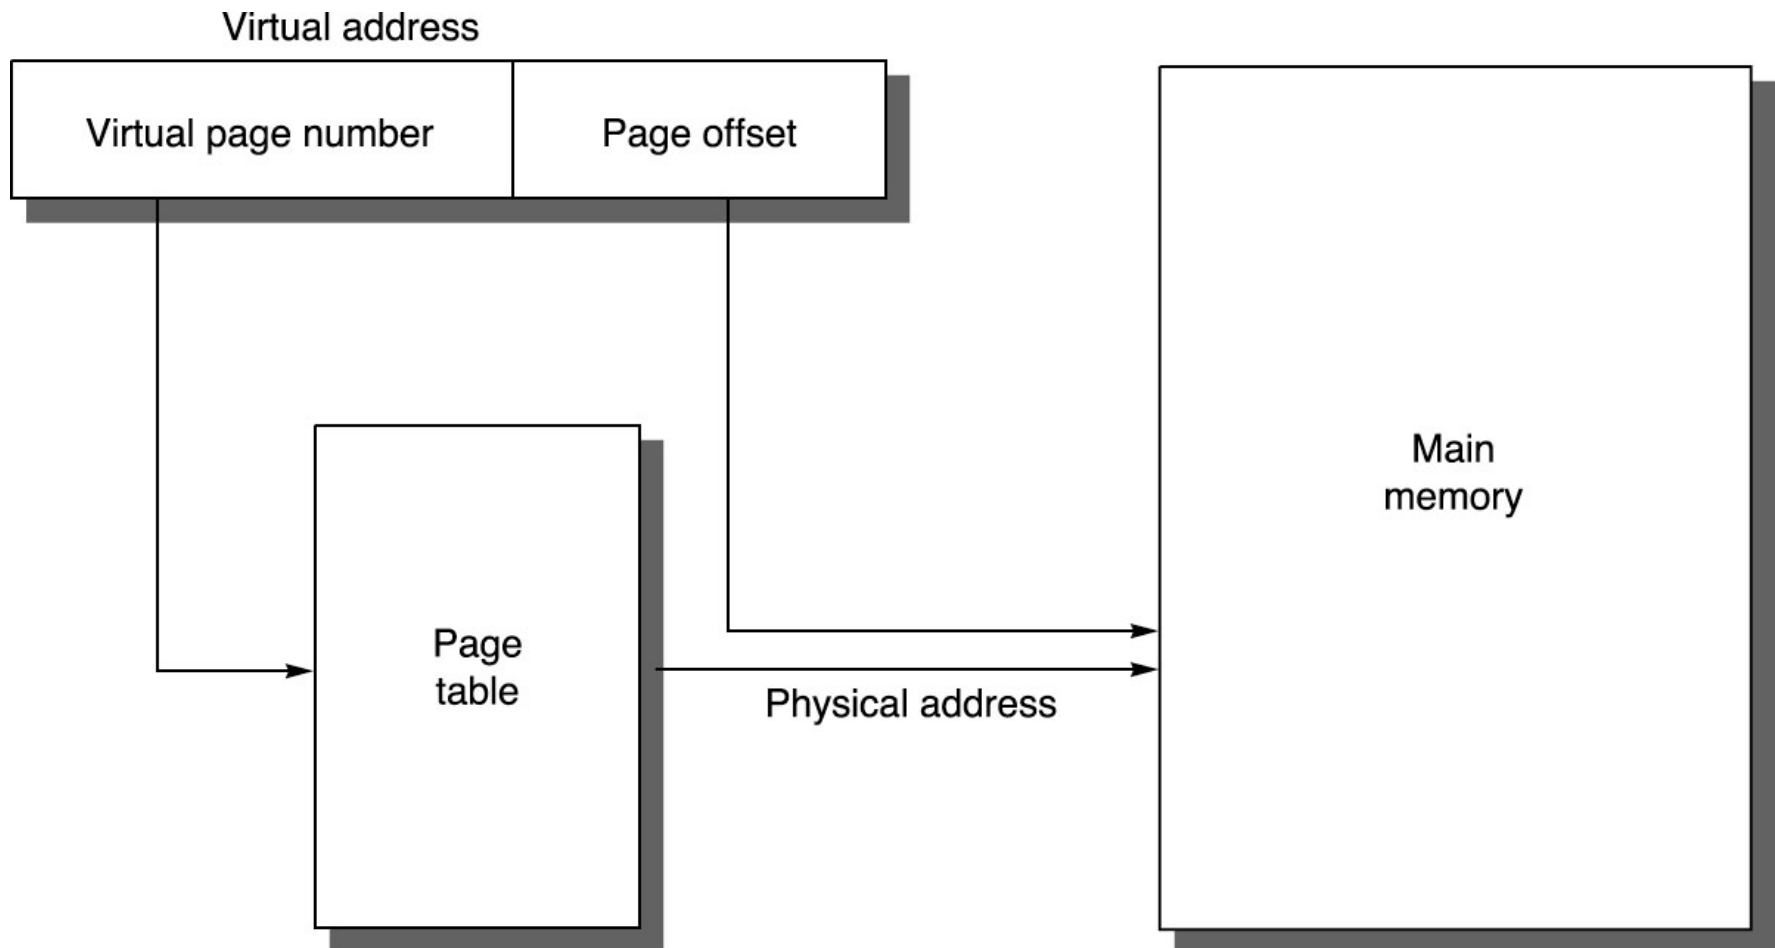 Virtual address
Virtual page number
Page offset
Main
memory
Page
table
Physical address